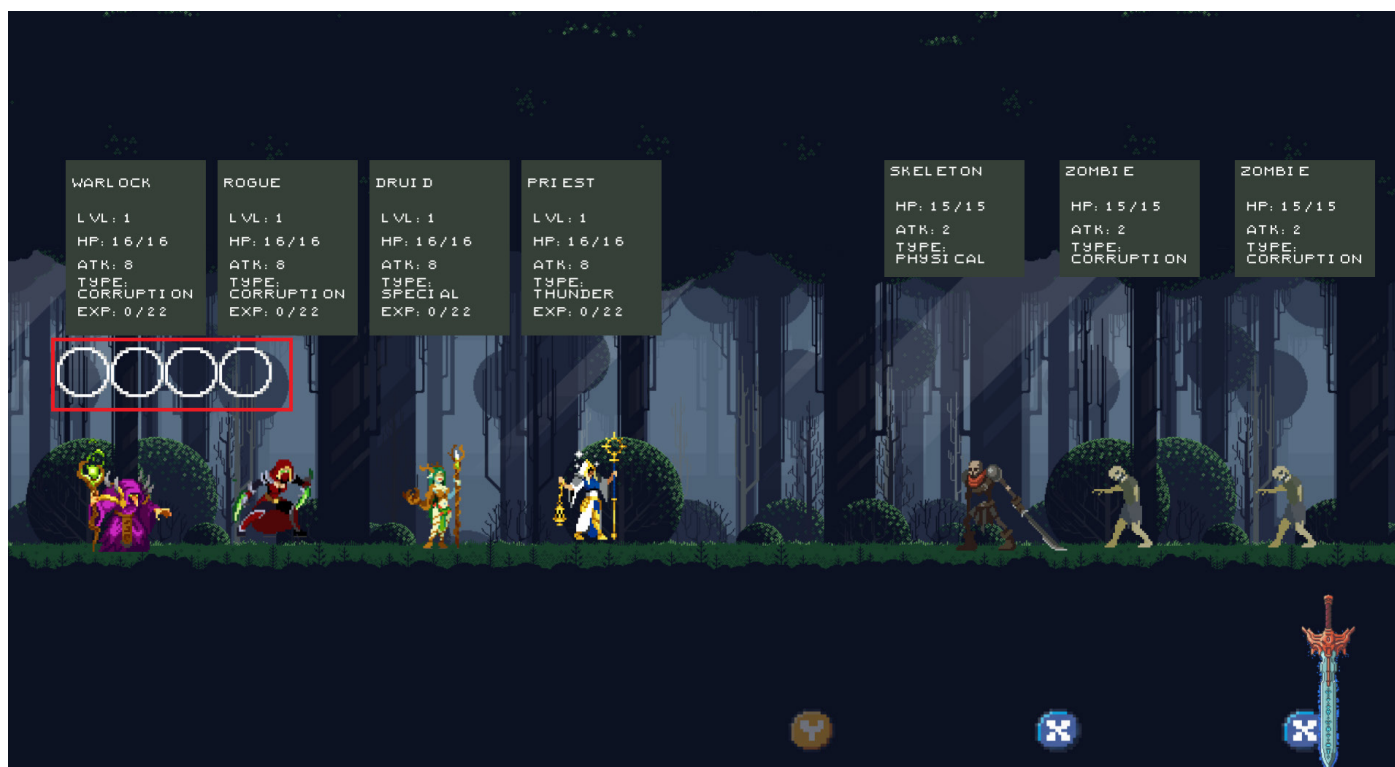 WARLOCK
LVL: 1
HP: 16/16
ATK: 8
TYPE:
CORRUPTION
EXP: 0/22
ROGUE
LVL: 1
HP: 16/16
ATK: 8
TYPE:
CORRUPTION
EXP: 0/22
DRUID
LVL: 1
HP: 16/16
ATK: 8
TYPE:
SPECIAL
EXP: 0/22
PRIEST
LVL: 1
HP: 16/16
ATK: 8
TYPE:
THUNDER
EXP: 0/22
SKELETON
HP: 15/15
ATK: 2
TYPE:
PHYSICAL
ZOMBIE
HP: 15/15
ATK: 2
TYPE:
CORRUPTION
ZOMBIE
HP: 15/15
ATK: 2
TYPE:
CORRUPTION
Y
X
X